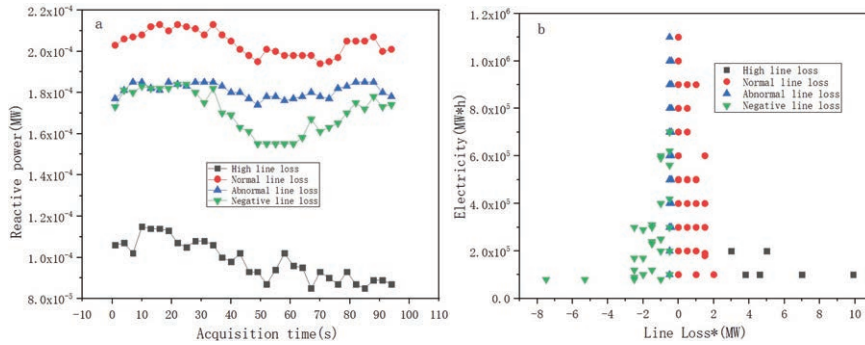 a
2.2x10⁻⁴
2.0x10⁻⁴
1.8x10⁻⁴
1.6x10⁻⁴
1.4x10⁻⁴
1.2x10⁻⁴
1.0x10⁻⁴
8.0x10⁻⁵
Reactive power(MW)
High line loss
Normal line loss
Abnormal line loss
Negative line loss
-10 0 10 20 30 40 50 60 70 80 90 100 110
Acquisition time(s)
b
1.2x10⁶
1.0x10⁶
8.0x10⁵
6.0x10⁵
4.0x10⁵
2.0x10⁵
0.0
Electricity(MW*h)
High line loss
Normal line loss
Abnormal line loss
Negative line loss
-8 -6 -4 -2 0 2 4 6 8 10
Line Loss*(MW)